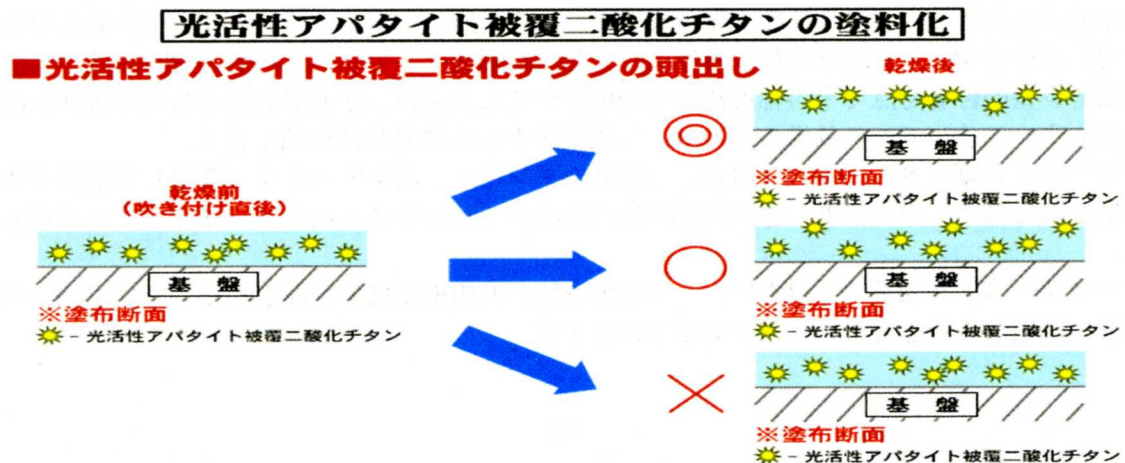 光活性アパタイト被覆二酸化チタンの塗料化
■光活性アパタイト被覆二酸化チタンの頭出し
乾燥前
(吹き付け直後)
基 盤
※塗布断面
- 光活性アパタイト被覆二酸化チタン
乾燥後
◎
基 盤
※塗布断面
- 光活性アパタイト被覆二酸化チタン
○
基 盤
※塗布断面
- 光活性アパタイト被覆二酸化チタン
×
基 盤
※塗布断面
- 光活性アパタイト被覆二酸化チタン